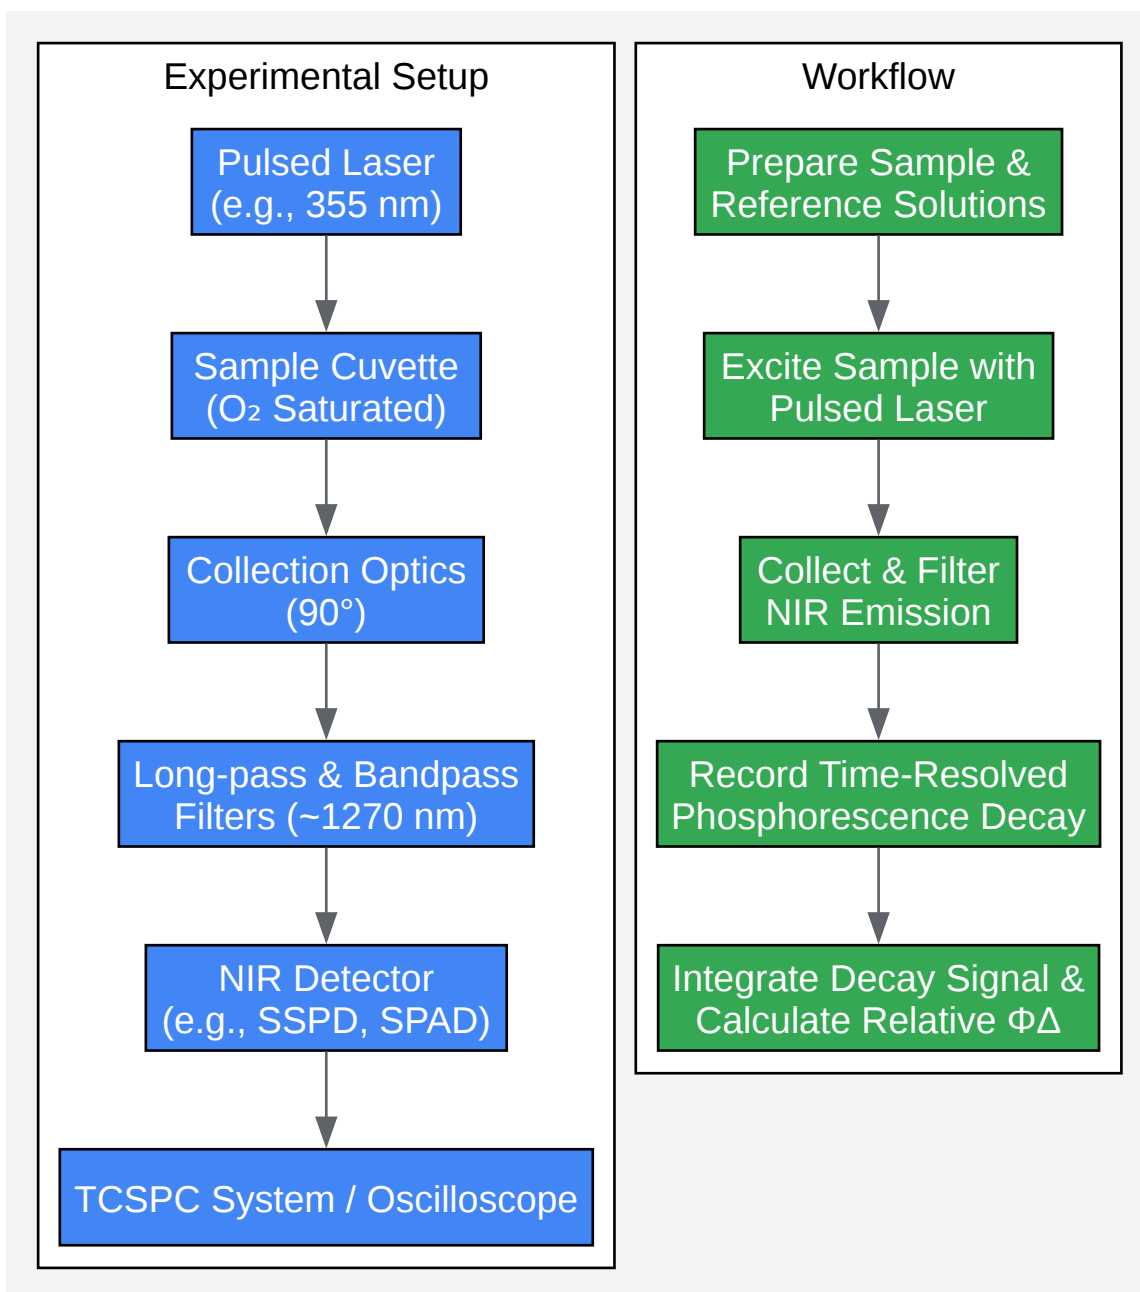 Experimental Setup
Pulsed Laser
(e.g., 355 nm)
Sample Cuvette
(O₂ Saturated)
Collection Optics
(90°)
Long-pass & Bandpass
Filters (~1270 nm)
NIR Detector
(e.g., SSPD, SPAD)
TCSPC System / Oscilloscope
Workflow
Prepare Sample &
Reference Solutions
Excite Sample with
Pulsed Laser
Collect & Filter
NIR Emission
Record Time-Resolved
Phosphorescence Decay
Integrate Decay Signal &
Calculate Relative ΦΔ